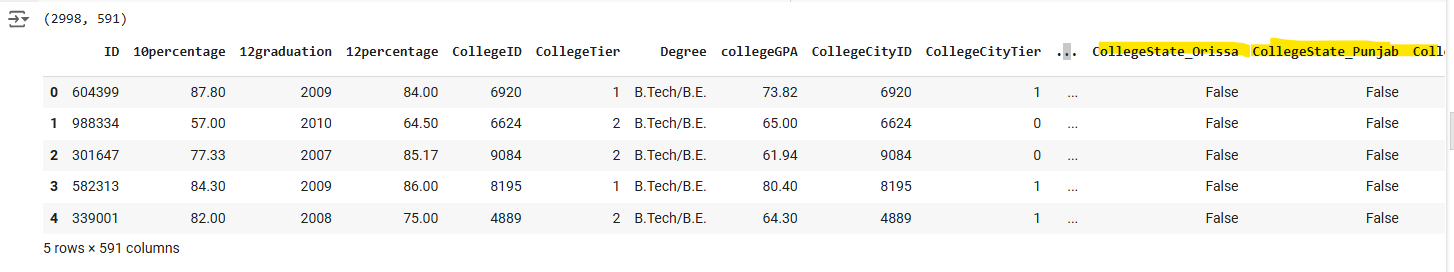 (2998, 591)
ID 10percentage 12graduation 12percentage CollegeID CollegeTier Degree collegeGPA CollegeCityID CollegeCityTier ... CollegeState_Orissa CollegeState_Punjab Coll
0 604399 87.80 2009 84.00 6920 1 B.Tech/B.E. 73.82 6920 1 ... False False
1 988334 57.00 2010 64.50 6624 2 B.Tech/B.E. 65.00 6624 0 ... False False
2 301647 77.33 2007 85.17 9084 2 B.Tech/B.E. 61.94 9084 0 ... False False
3 582313 84.30 2009 86.00 8195 1 B.Tech/B.E. 80.40 8195 1 ... False False
4 339001 82.00 2008 75.00 4889 2 B.Tech/B.E. 64.30 4889 1 ... False False
5 rows × 591 columns